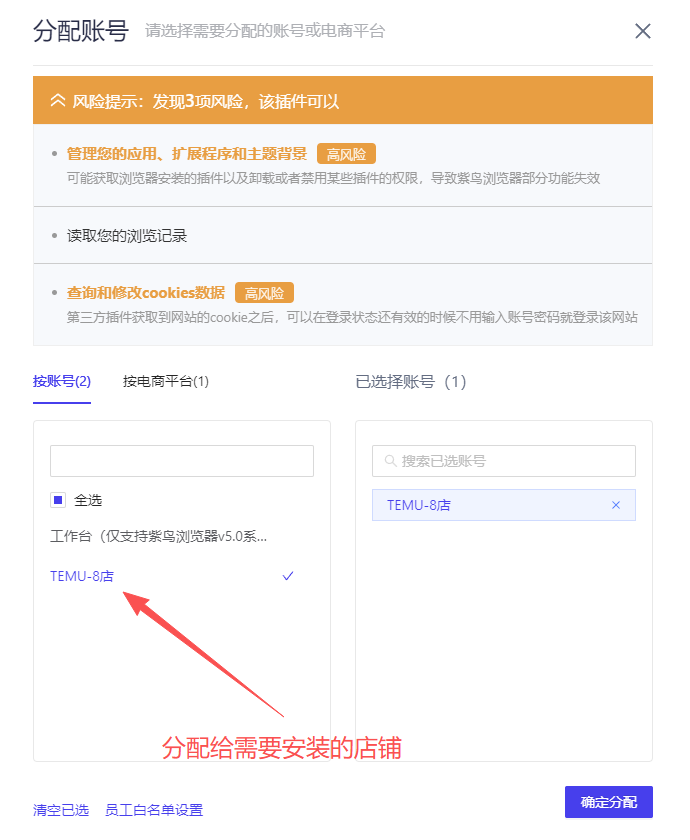 分配账号 请选择需要分配的账号或电商平台
风险提示：发现3项风险，该插件可以
管理您的应用、扩展程序和主题背景 高风险
可能获取浏览器安装的插件以及卸载或者禁用某些插件的权限，导致紫鸟浏览器部分功能失效
读取您的浏览记录
查询和修改cookies数据 高风险
第三方插件获取到网站的cookie之后，可以在登录状态还有效的时候不用输入账号密码就登录该网站
按账号(2) 按电商平台(1) 已选择账号（1）
搜索已选账号
全选
TEMU-8店
工作台（仅支持紫鸟浏览器v5.0系...
TEMU-8店
分配给需要安装的店铺
清空已选 员工白名单设置 确定分配